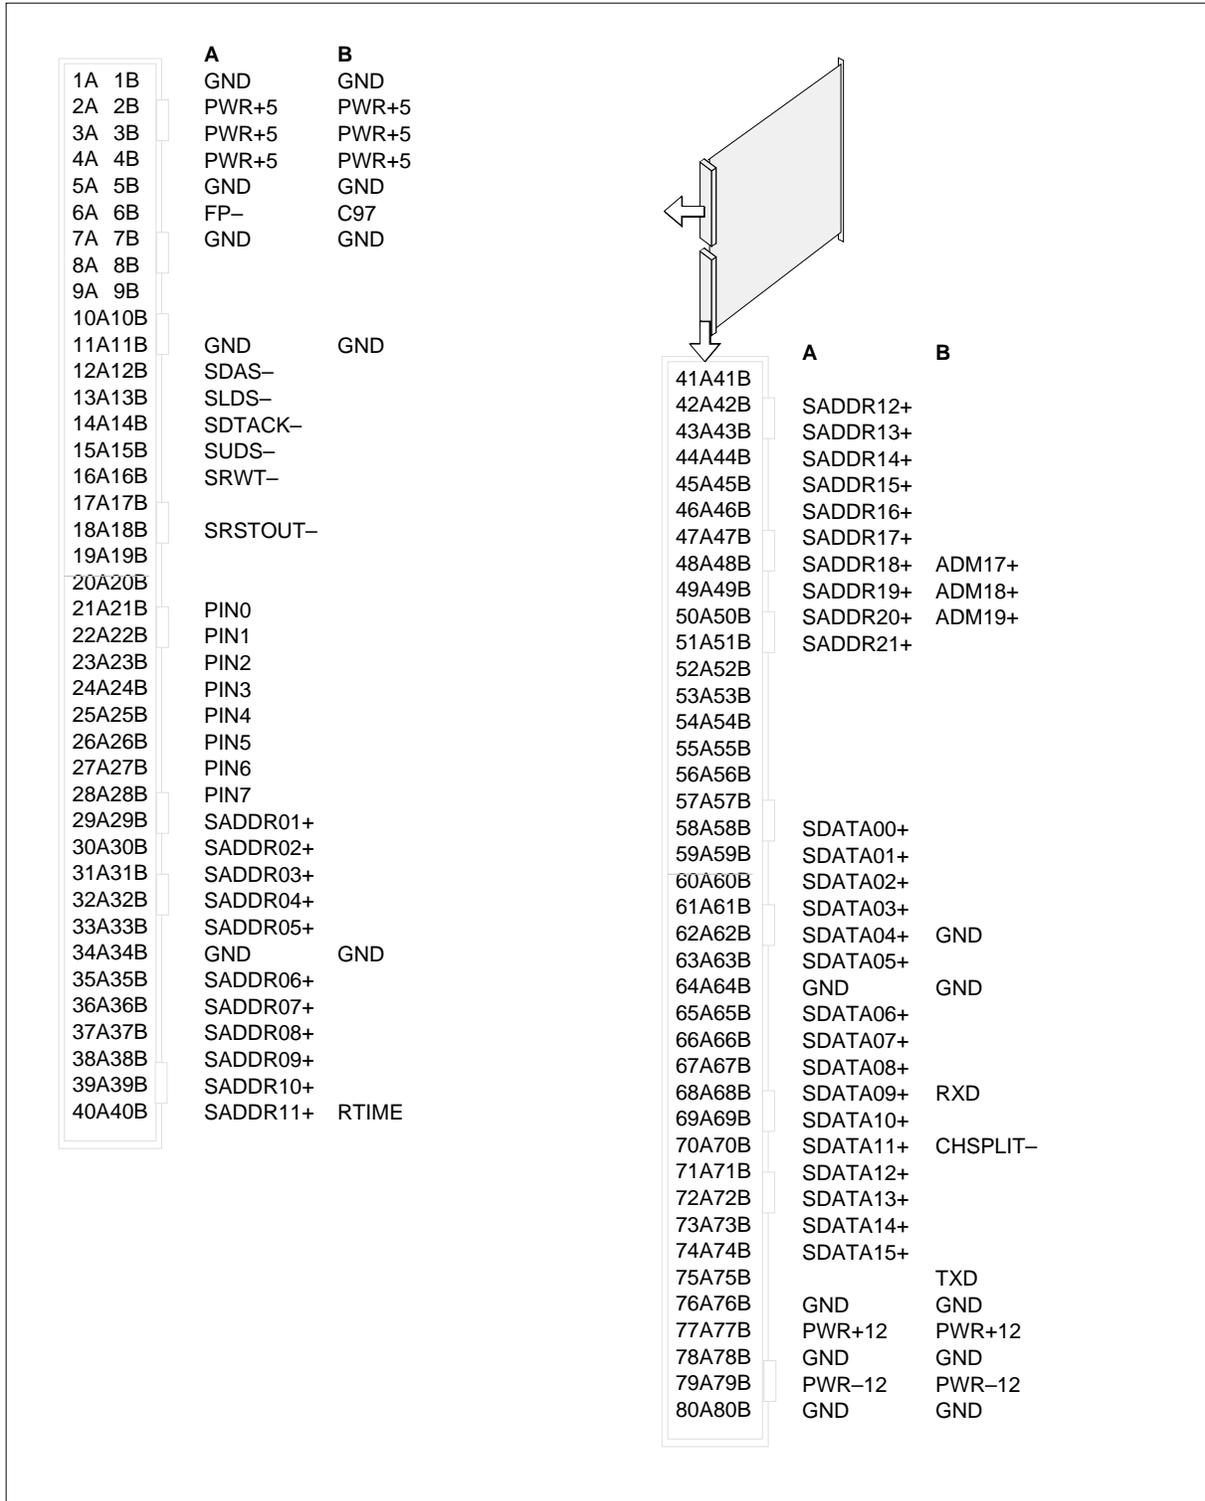 A B
1A 1B GND GND
2A 2B PWR+5 PWR+5
3A 3B PWR+5 PWR+5
4A 4B PWR+5 PWR+5
5A 5B GND GND
6A 6B FP– C97
7A 7B GND GND
8A 8B
9A 9B
10A10B
11A11B GND GND
12A12B SDAS–
13A13B SLDS–
14A14B SDTACK–
15A15B SUDS–
16A16B SRWT–
17A17B
18A18B SRSTOUT–
19A19B
20A20B
21A21B PIN0
22A22B PIN1
23A23B PIN2
24A24B PIN3
25A25B PIN4
26A26B PIN5
27A27B PIN6
28A28B PIN7
29A29B SADDR01+
30A30B SADDR02+
31A31B SADDR03+
32A32B SADDR04+
33A33B SADDR05+
34A34B GND GND
35A35B SADDR06+
36A36B SADDR07+
37A37B SADDR08+
38A38B SADDR09+
39A39B SADDR10+
40A40B SADDR11+ RTIME
A B
41A41B
42A42B SADDR12+
43A43B SADDR13+
44A44B SADDR14+
45A45B SADDR15+
46A46B SADDR16+
47A47B SADDR17+
48A48B SADDR18+ ADM17+
49A49B SADDR19+ ADM18+
50A50B SADDR20+ ADM19+
51A51B SADDR21+
52A52B
53A53B
54A54B
55A55B
56A56B
57A57B
58A58B SDATA00+
59A59B SDATA01+
60A60B SDATA02+
61A61B SDATA03+
62A62B SDATA04+ GND
63A63B SDATA05+
64A64B GND GND
65A65B SDATA06+
66A66B SDATA07+
67A67B SDATA08+
68A68B SDATA09+ RXD
69A69B SDATA10+
70A70B SDATA11+ CHSPLIT–
71A71B SDATA12+
72A72B SDATA13+
73A73B SDATA14+
74A74B SDATA15+
75A75B TXD
76A76B GND GND
77A77B PWR+12 PWR+12
78A78B GND GND
79A79B PWR–12 PWR–12
80A80B GND GND